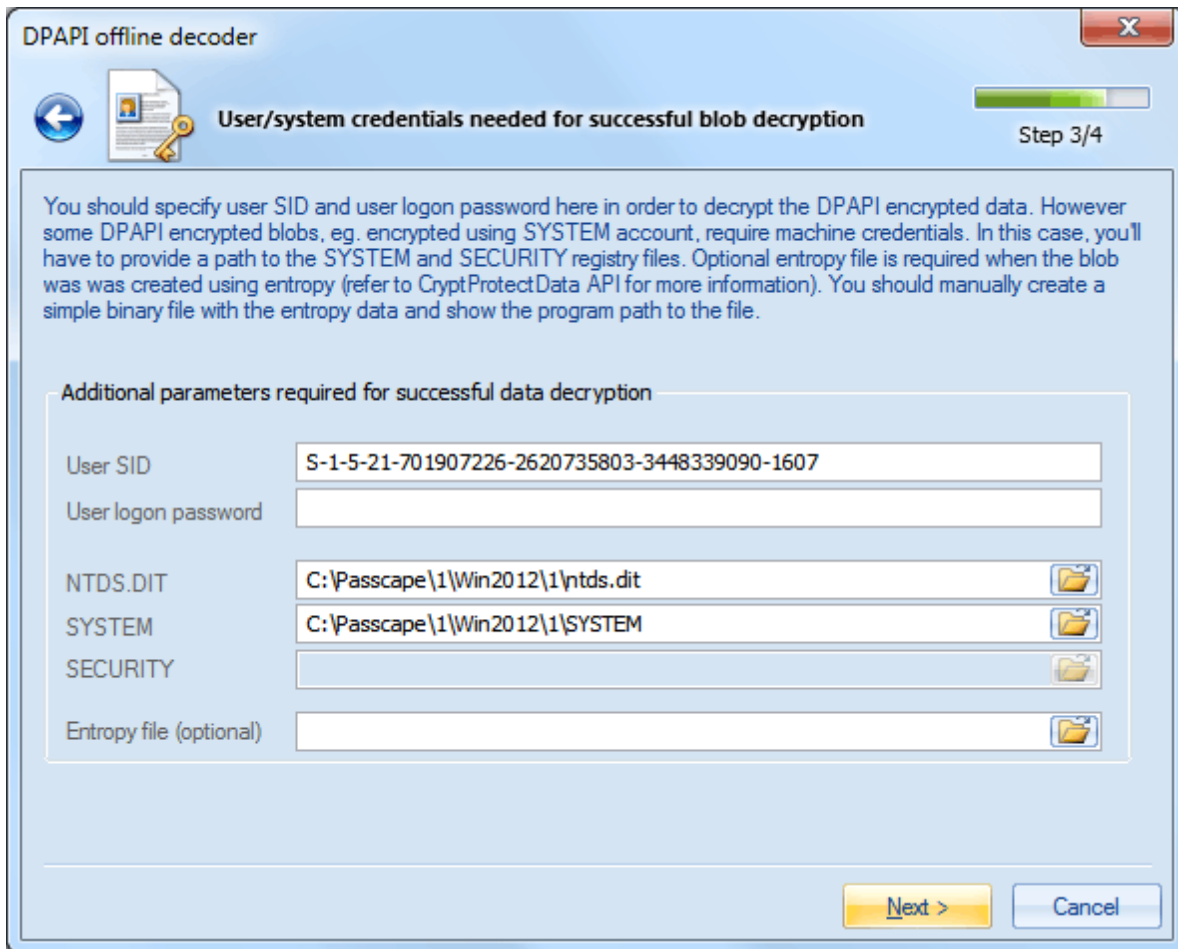 DPAPI offline decoder
User/system credentials needed for successful blob decryption
Step 3/4
You should specify user SID and user logon password here in order to decrypt the DPAPI encrypted data. However
some DPAPI encrypted blobs, eg. encrypted using SYSTEM account, require machine credentials. In this case, you'll
have to provide a path to the SYSTEM and SECURITY registry files. Optional entropy file is required when the blob
was was created using entropy (refer to CryptProtectData API for more information). You should manually create a
simple binary file with the entropy data and show the program path to the file.
Additional parameters required for successful data decryption
User SID S-1-5-21-701907226-2620735803-3448339090-1607
User logon password
NTDS.DIT C:\Passcape\1\Win2012\1\ntds.dit
SYSTEM C:\Passcape\1\Win2012\1\SYSTEM
SECURITY
Entropy file (optional)
Next > Cancel